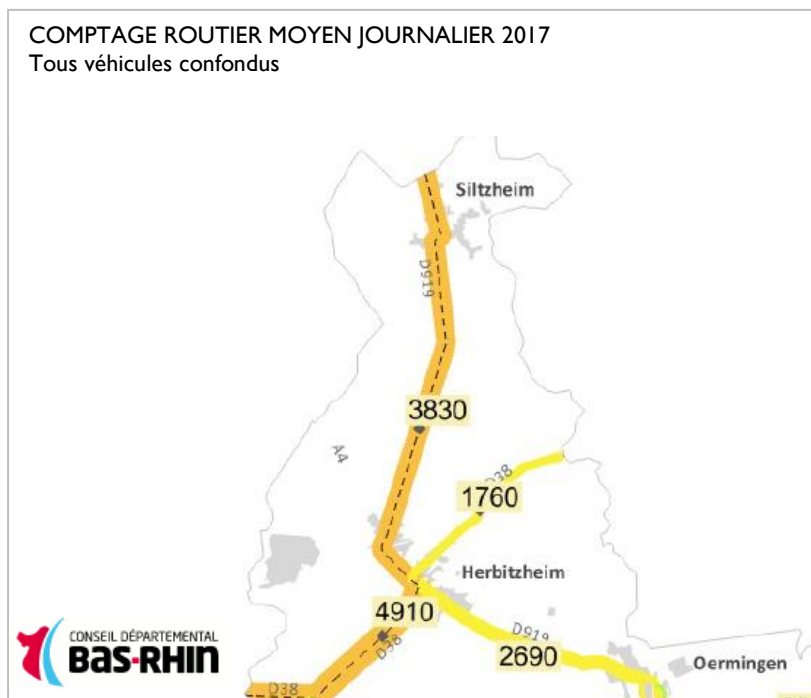 COMPTAGE ROUTIER MOYEN JOURNALIER 2017
Tous véhicules confondus
Siltzheim
D919
3830
A4
D38
1760
Herbitzheim
4910
D38
D919
2690
Oermingen
D38
CONSEIL DÉPARTEMENTAL
BAS-RHIN